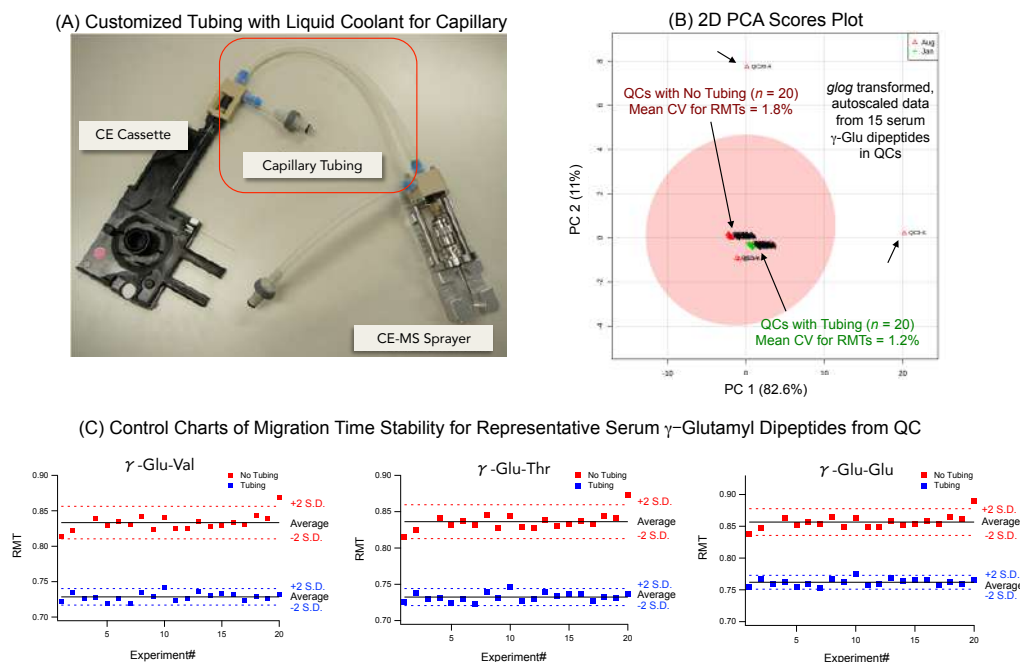 (A) Customized Tubing with Liquid Coolant for Capillary
CE Cassette
Capillary Tubing
CE-MS Sprayer
(B) 2D PCA Scores Plot
Aug
Jan
QCs with No Tubing (n = 20)
Mean CV for RMTs = 1.8%
glog transformed,
autoscaled data
from 15 serum
γ-Glu dipeptides
in QCs
QCs with Tubing (n = 20)
Mean CV for RMTs = 1.2%
PC 2 (11%)
8
6
4
2
0
-2
-4
-10
0
10
20
PC 1 (82.6%)
(C) Control Charts of Migration Time Stability for Representative Serum γ-Glutamyl Dipeptides from QC
γ-Glu-Val
No Tubing
Tubing
+2 S.D.
Average
-2 S.D.
+2 S.D.
Average
-2 S.D.
RMT
0.90
0.85
0.80
0.75
0.70
5
10
15
20
Experiment#
γ-Glu-Thr
No Tubing
Tubing
+2 S.D.
Average
-2 S.D.
+2 S.D.
Average
-2 S.D.
RMT
0.90
0.85
0.80
0.75
0.70
5
10
15
20
Experiment#
γ-Glu-Glu
No Tubing
Tubing
+2 S.D.
Average
-2 S.D.
+2 S.D.
Average
-2 S.D.
RMT
0.90
0.85
0.80
0.75
0.70
5
10
15
20
Experiment#